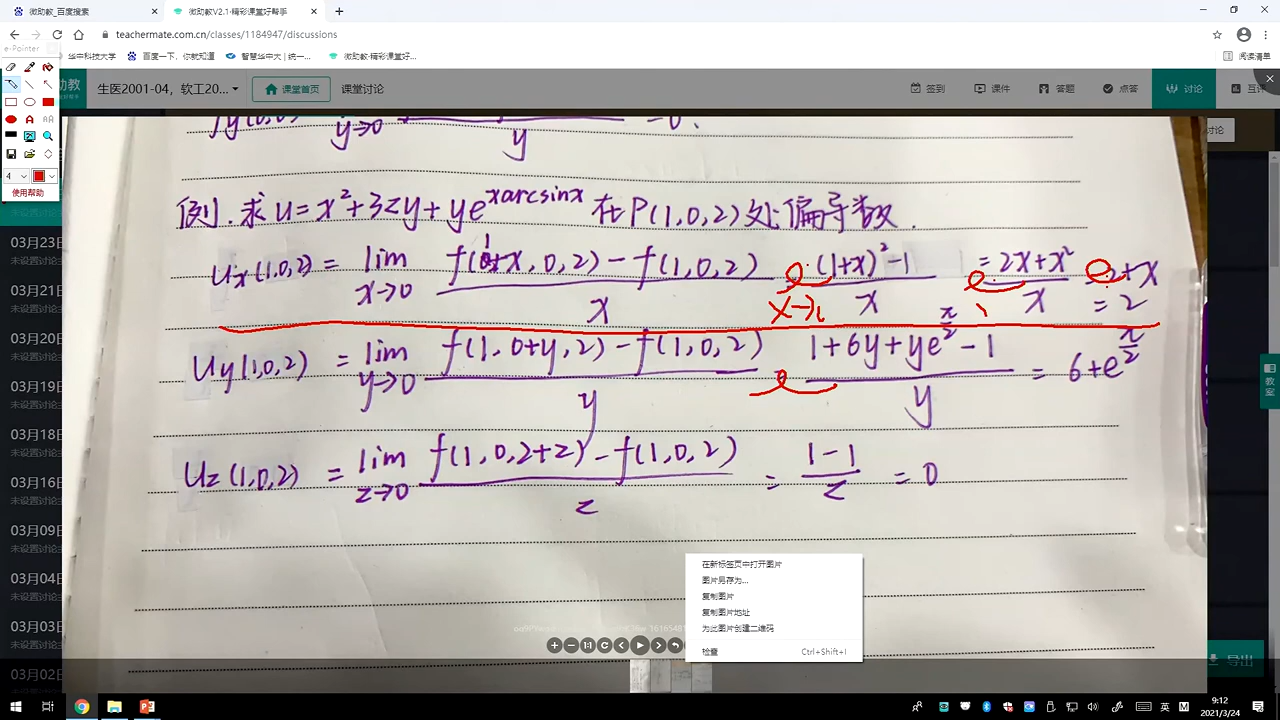 微助教_百度搜索
微助教V2.1-精彩课堂好帮手
teachermate.com.cn/classes/1184947/discussions
e-Pointer
华中科技大学
百度一下，你就知道
智慧华中大 | 统一...
微助教-精彩课堂好...
阅读清单
助教
生医2001-04，软工20...
课堂首页
课堂讨论
签到
课件
答题
点答
讨论
互评
讨论
y→0
y
例.求 u=x²+3zy+ye^{xarcsinx} 在P(1,0,2)处偏导数.
Ux(1,0,2) = lim x→0 f(1+x,0,2)-f(1,0,2) / x = (1+x)²-1 / x = 2x+x² / x = 2+x
x→
= 2
Uy(1,0,2) = lim y→0 f(1,0+y,2)-f(1,0,2) / y = 1+6y+ye^{π/2}-1 / y = 6+e^{π/2}
Uz(1,0,2) = lim z→0 f(1,0,2+z)-f(1,0,2) / z = 1-1 / z = 0
4
使用帮助
03月23日
未设置讨论
03月21日
未设置讨论
03月20日
未设置讨论
03月19日
未设置讨论
03月18日
未设置讨论
03月16日
未设置讨论
03月09日
未设置讨论
03月04日
未设置讨论
03月03日
未设置讨论
03月02日
教室
在新标签页中打开图片
图片另存为...
复制图片
复制图片地址
为此图片创建二维码
检查
Ctrl+Shift+I
1:1
导出
英
M
9:12
2021/3/24